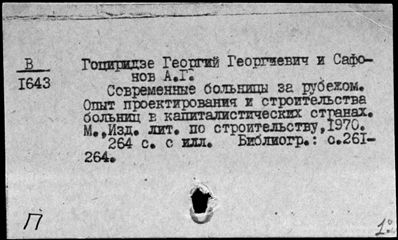 В
1643
Гоциридзе Георгий Георгиевич и Сафо-
нов А.Г.
Современные больницы за рубежом.
Опыт проектирования и строительства
больниц в капиталистических странах.
М.,Изд. лит. по строительству,1970.
264 с. с илл. Библиогр.: с.261-
264.
П